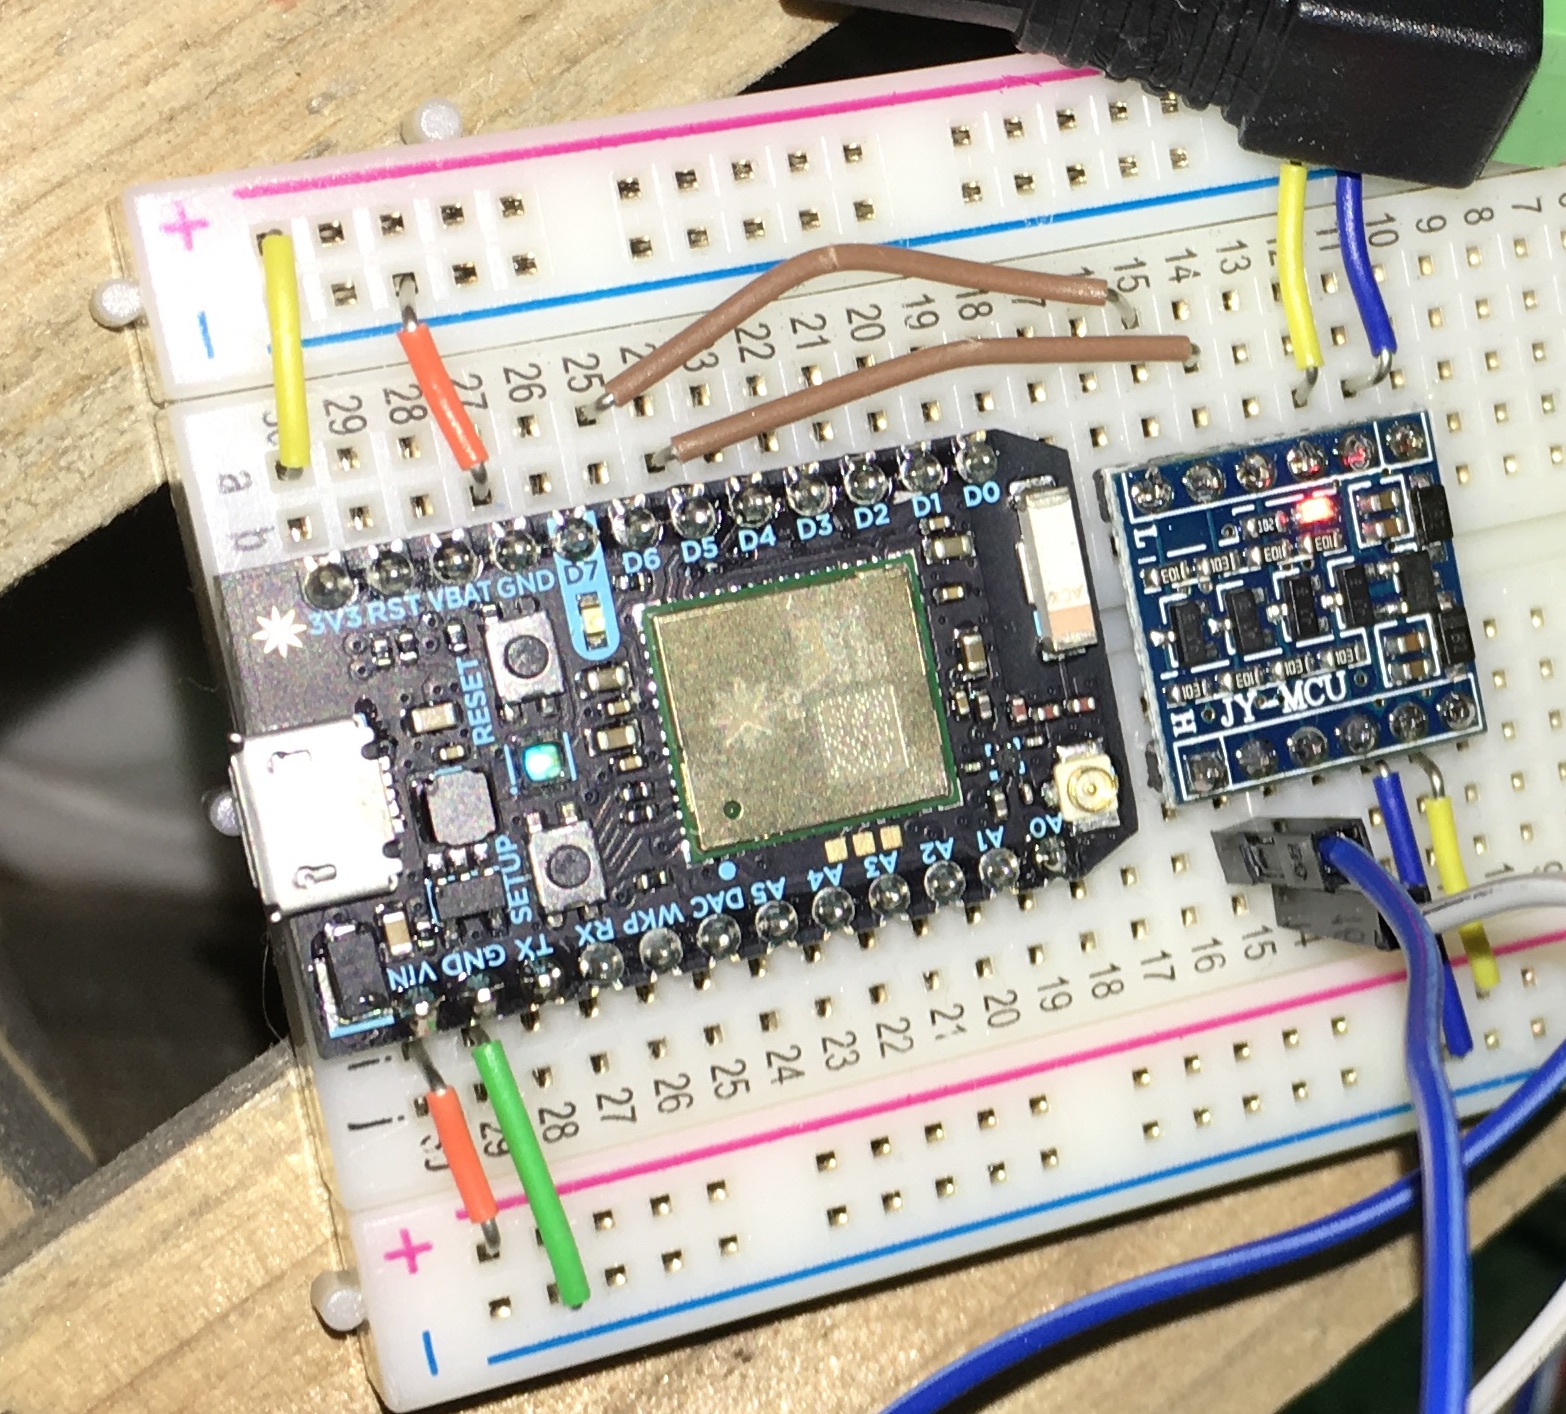 +
−
15 14 13 11 10 9 8 7
29 28 27 26 25 22 21 20 19 18
a
b
3V3 RST VBAT GND D7 D6 D5 D4 D3 D2 D1 D0
RESET
SETUP
VIN GND TX RX WKP DAC A5 A4 A3 A2 A1 A0
L
1E01 1E01
H JY-MCU
i
j
29 28 27 26 25 24 23 22 21 20 19 18 17 16 15
+
−